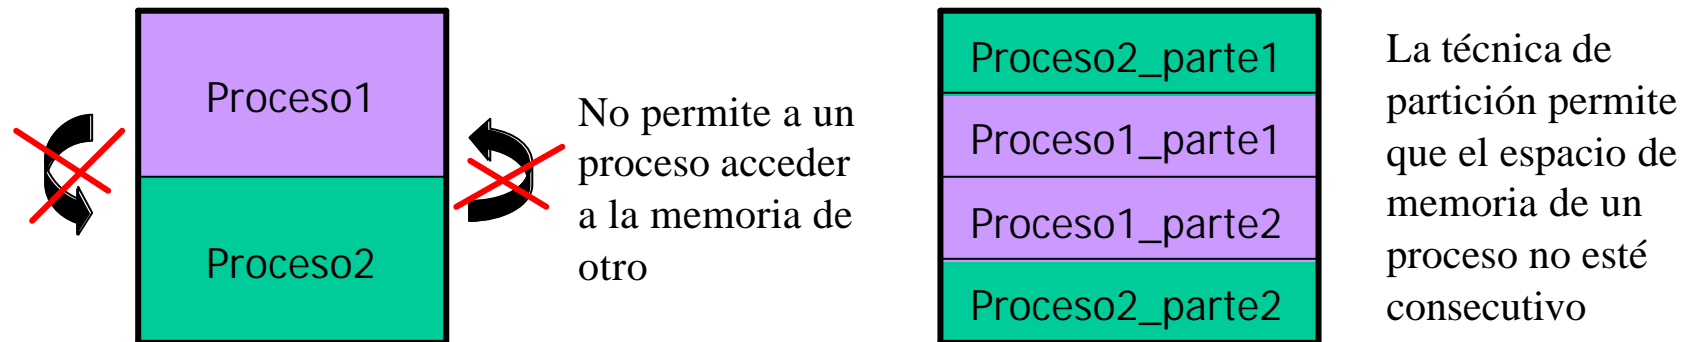 Proceso1
Proceso2
No permite a un
proceso acceder
a la memoria de
otro
Proceso2_parte1
Proceso1_parte1
Proceso1_parte2
Proceso2_parte2
La técnica de
partición permite
que el espacio de
memoria de un
proceso no esté
consecutivo